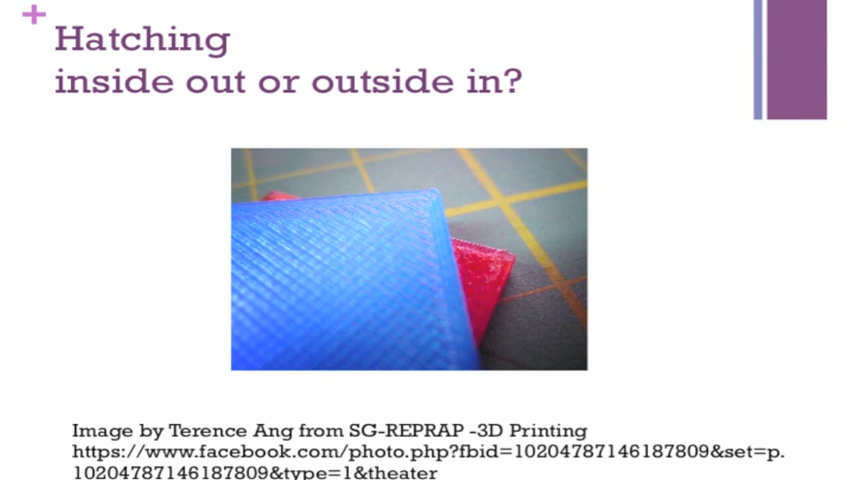 + Hatching
inside out or outside in?
Image by Terence Ang from SG-REPRAP -3D Printing
https://www.facebook.com/photo.php?fbid=10204787146187809&set=p.
10204787146187809&type=1&theater